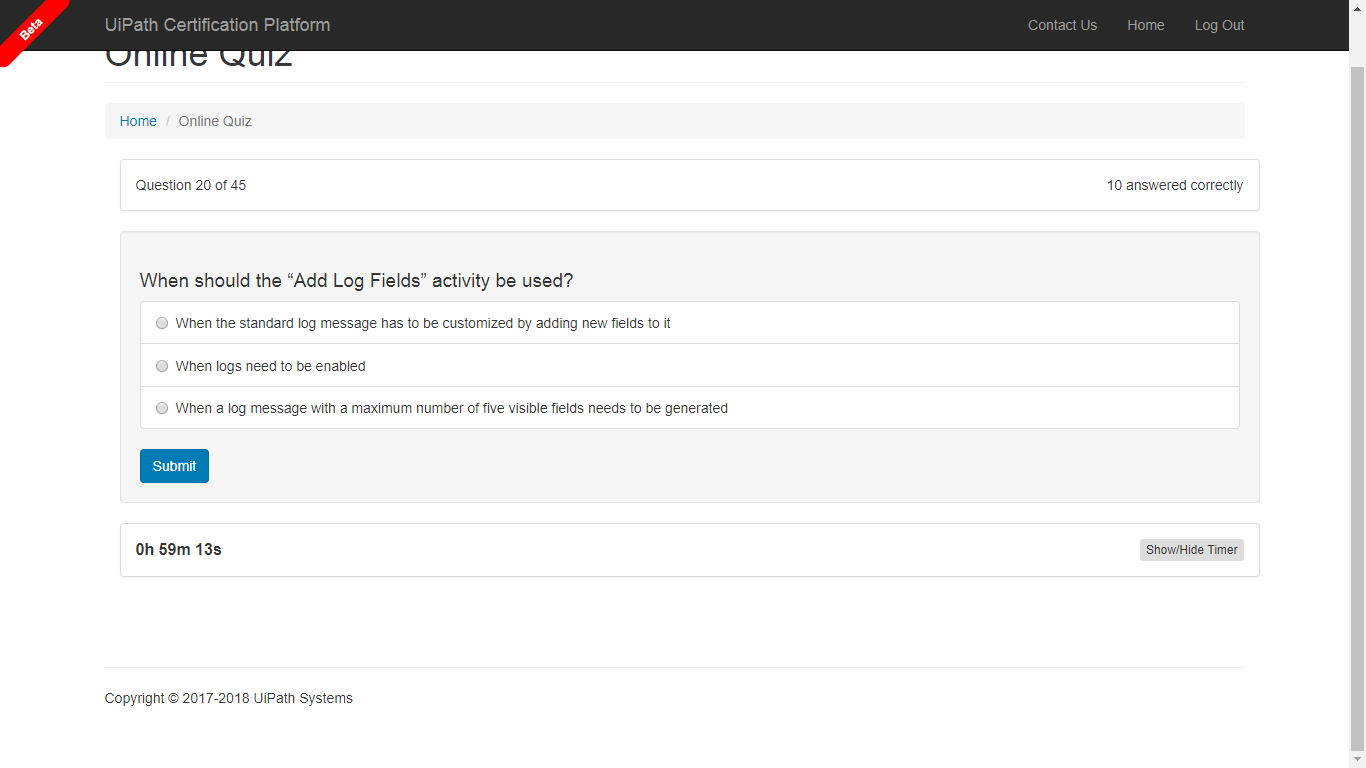 Beta
UiPath Certification Platform
Contact Us
Home
Log Out
Online Quiz
Home / Online Quiz
Question 20 of 45
10 answered correctly
When should the “Add Log Fields” activity be used?
When the standard log message has to be customized by adding new fields to it
When logs need to be enabled
When a log message with a maximum number of five visible fields needs to be generated
Submit
0h 59m 13s
Show/Hide Timer
Copyright © 2017-2018 UiPath Systems